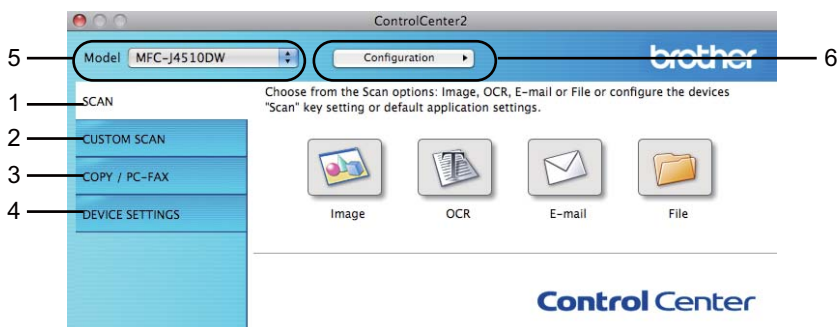 ControlCenter2
5
Model
MFC-J4510DW
Configuration
brother
6
1
SCAN
Choose from the Scan options: Image, OCR, E-mail or File or configure the devices
"Scan" key setting or default application settings.
2
CUSTOM SCAN
3
COPY / PC-FAX
4
DEVICE SETTINGS
Image
OCR
E-mail
File
Control Center